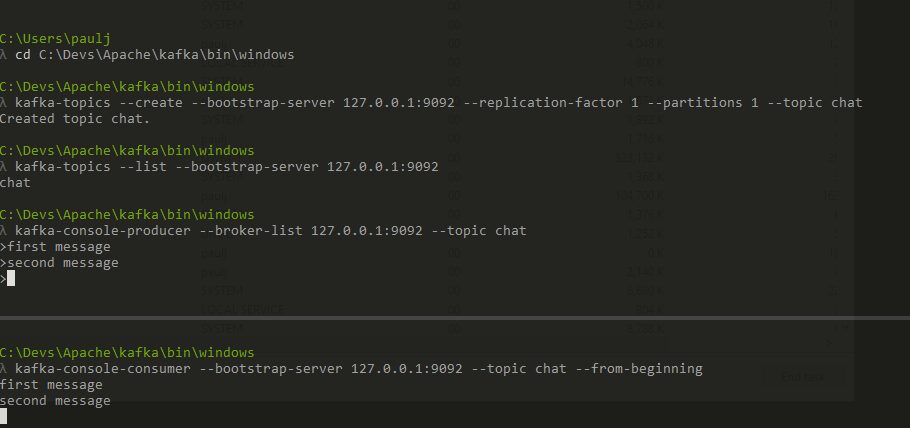 C:\Users\paulj
λ cd C:\Devs\Apache\kafka\bin\windows
C:\Devs\Apache\kafka\bin\windows
λ kafka-topics --create --bootstrap-server 127.0.0.1:9092 --replication-factor 1 --partitions 1 --topic chat
Created topic chat.
C:\Devs\Apache\kafka\bin\windows
λ kafka-topics --list --bootstrap-server 127.0.0.1:9092
chat
C:\Devs\Apache\kafka\bin\windows
λ kafka-console-producer --broker-list 127.0.0.1:9092 --topic chat
>first message
>second message
>
C:\Devs\Apache\kafka\bin\windows
λ kafka-console-consumer --bootstrap-server 127.0.0.1:9092 --topic chat --from-beginning
first message
second message